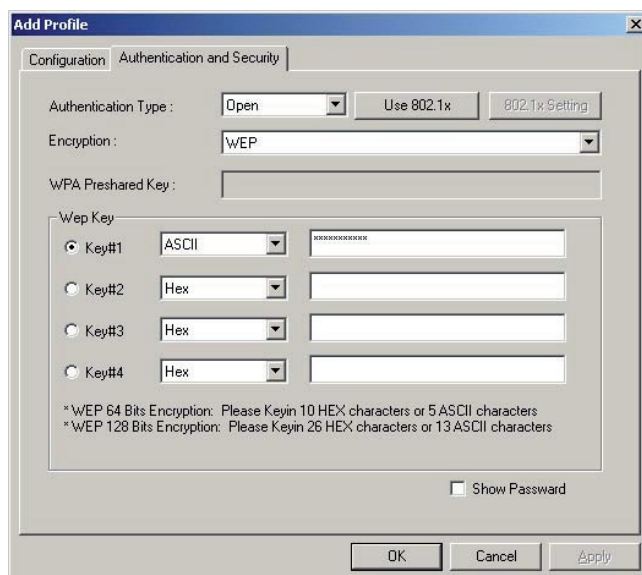 Add Profile
Configuration Authentication and Security
Authentication Type : Open Use 802.1x 802.1x Setting
Encryption : WEP
WPA Preshared Key :
Wep Key
Key#1 ASCII ***********
Key#2 Hex
Key#3 Hex
Key#4 Hex
* WEP 64 Bits Encryption: Please Keyin 10 HEX characters or 5 ASCII characters
* WEP 128 Bits Encryption: Please Keyin 26 HEX characters or 13 ASCII characters
Show Passward
OK Cancel Apply